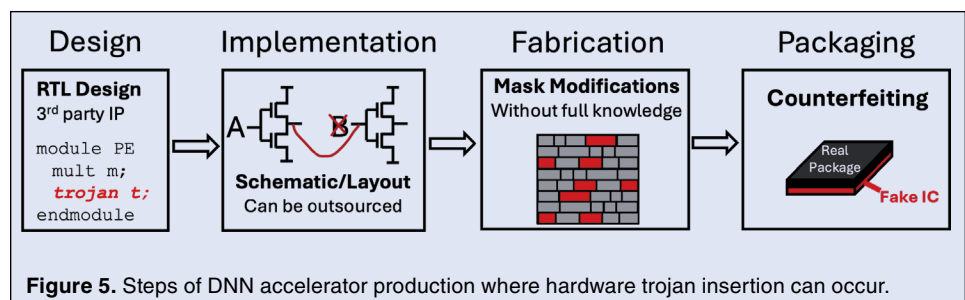 Design
RTL Design
3rd party IP
module PE
mult m;
trojan t;
endmodule
Implementation
A
B
Schematic/Layout
Can be outsourced
Fabrication
Mask Modifications
Without full knowledge
Packaging
Counterfeiting
Real
Package
Fake IC
Figure 5. Steps of DNN accelerator production where hardware trojan insertion can occur.